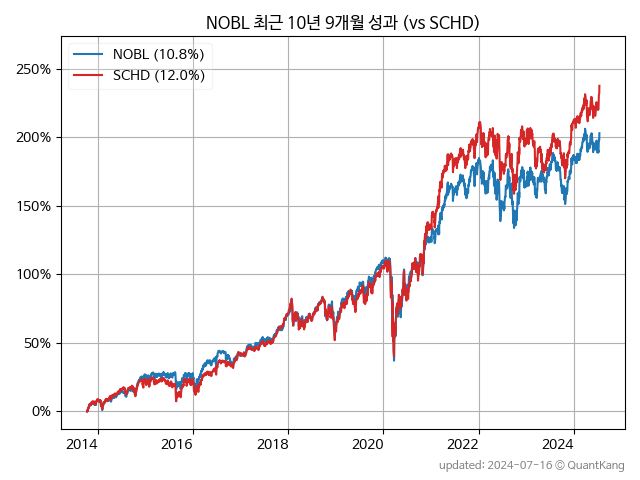 NOBL 최근 10년 9개월 성과 (vs SCHD)
NOBL (10.8%)
SCHD (12.0%)
250%
200%
150%
100%
50%
0%
2014 2016 2018 2020 2022 2024
updated: 2024-07-16 © QuantKang